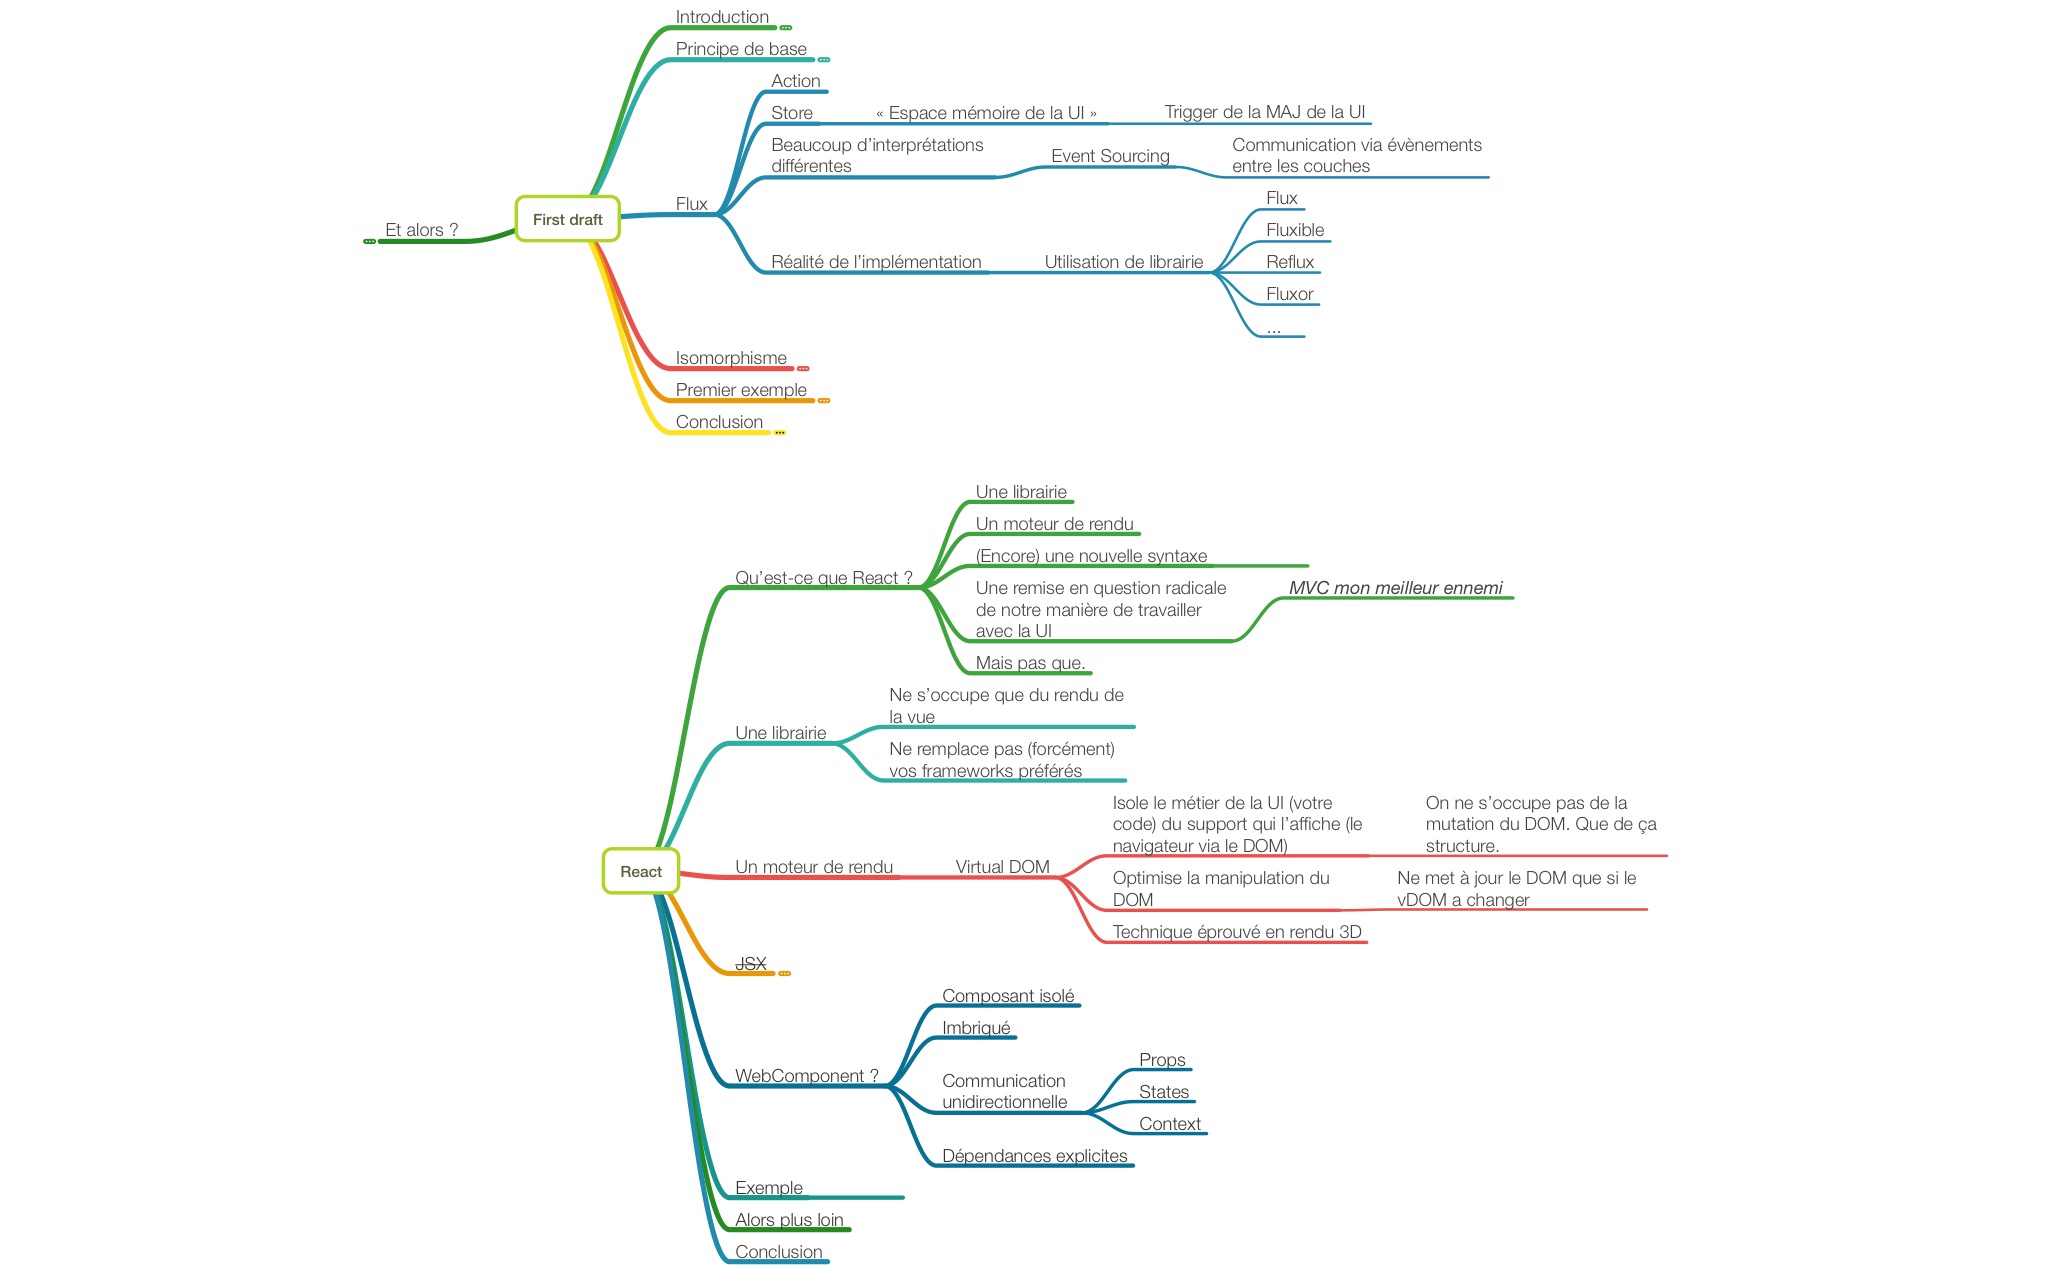 Introduction
Principe de base
Action
Store
« Espace mémoire de la UI »
Trigger de la MAJ de la UI
Beaucoup d’interprétations
différentes
Event Sourcing
Communication via évènements
entre les couches
Flux
Flux
Fluxible
Réalité de l’implémentation
Utilisation de librairie
Reflux
Fluxor
...
First draft
Et alors ?
Isomorphisme
Premier exemple
Conclusion
Une librairie
Un moteur de rendu
(Encore) une nouvelle syntaxe
Qu’est-ce que React ?
Une remise en question radicale
de notre manière de travailler
avec la UI
MVC mon meilleur ennemi
Mais pas que.
Ne s’occupe que du rendu de
la vue
Une librairie
Ne remplace pas (forcément)
vos frameworks préférés
Isole le métier de la UI (votre
code) du support qui l’affiche (le
navigateur via le DOM)
On ne s’occupe pas de la
mutation du DOM. Que de ça
structure.
React
Un moteur de rendu
Virtual DOM
Optimise la manipulation du
DOM
Ne met à jour le DOM que si le
vDOM a changer
Technique éprouvé en rendu 3D
JSX
Composant isolé
Imbriqué
WebComponent ?
Communication
unidirectionnelle
Props
States
Context
Dépendances explicites
Exemple
Alors plus loin
Conclusion